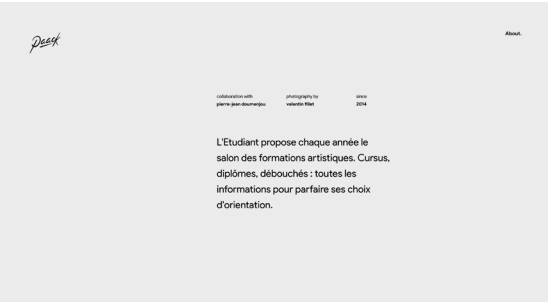 Paack
About.
collaboration with
pierre-jean doumenjou
photography by
valentin fillat
since
2014
L'Etudiant propose chaque année le
salon des formations artistiques. Cursus,
diplômes, débouchés : toutes les
informations pour parfaire ses choix
d'orientation.